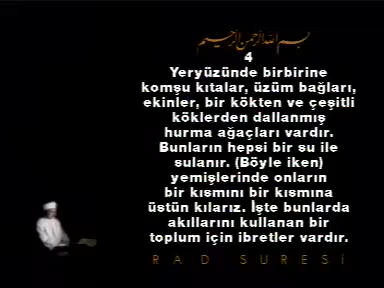 بسم الله الرحمن الرحيم
4
Yeryüzünde birbirine
komşu kıtalar, üzüm bağları,
ekinler, bir kökten ve çeşitli
köklerden dallanmış
hurma ağaçları vardır.
Bunların hepsi bir su ile
sulanır. (Böyle iken)
yemişlerinde onların
bir kısmını bir kısmına
üstün kılarız. İşte bunlarda
akıllarını kullanan bir
toplum için ibretler vardır.
RAD SURESİ